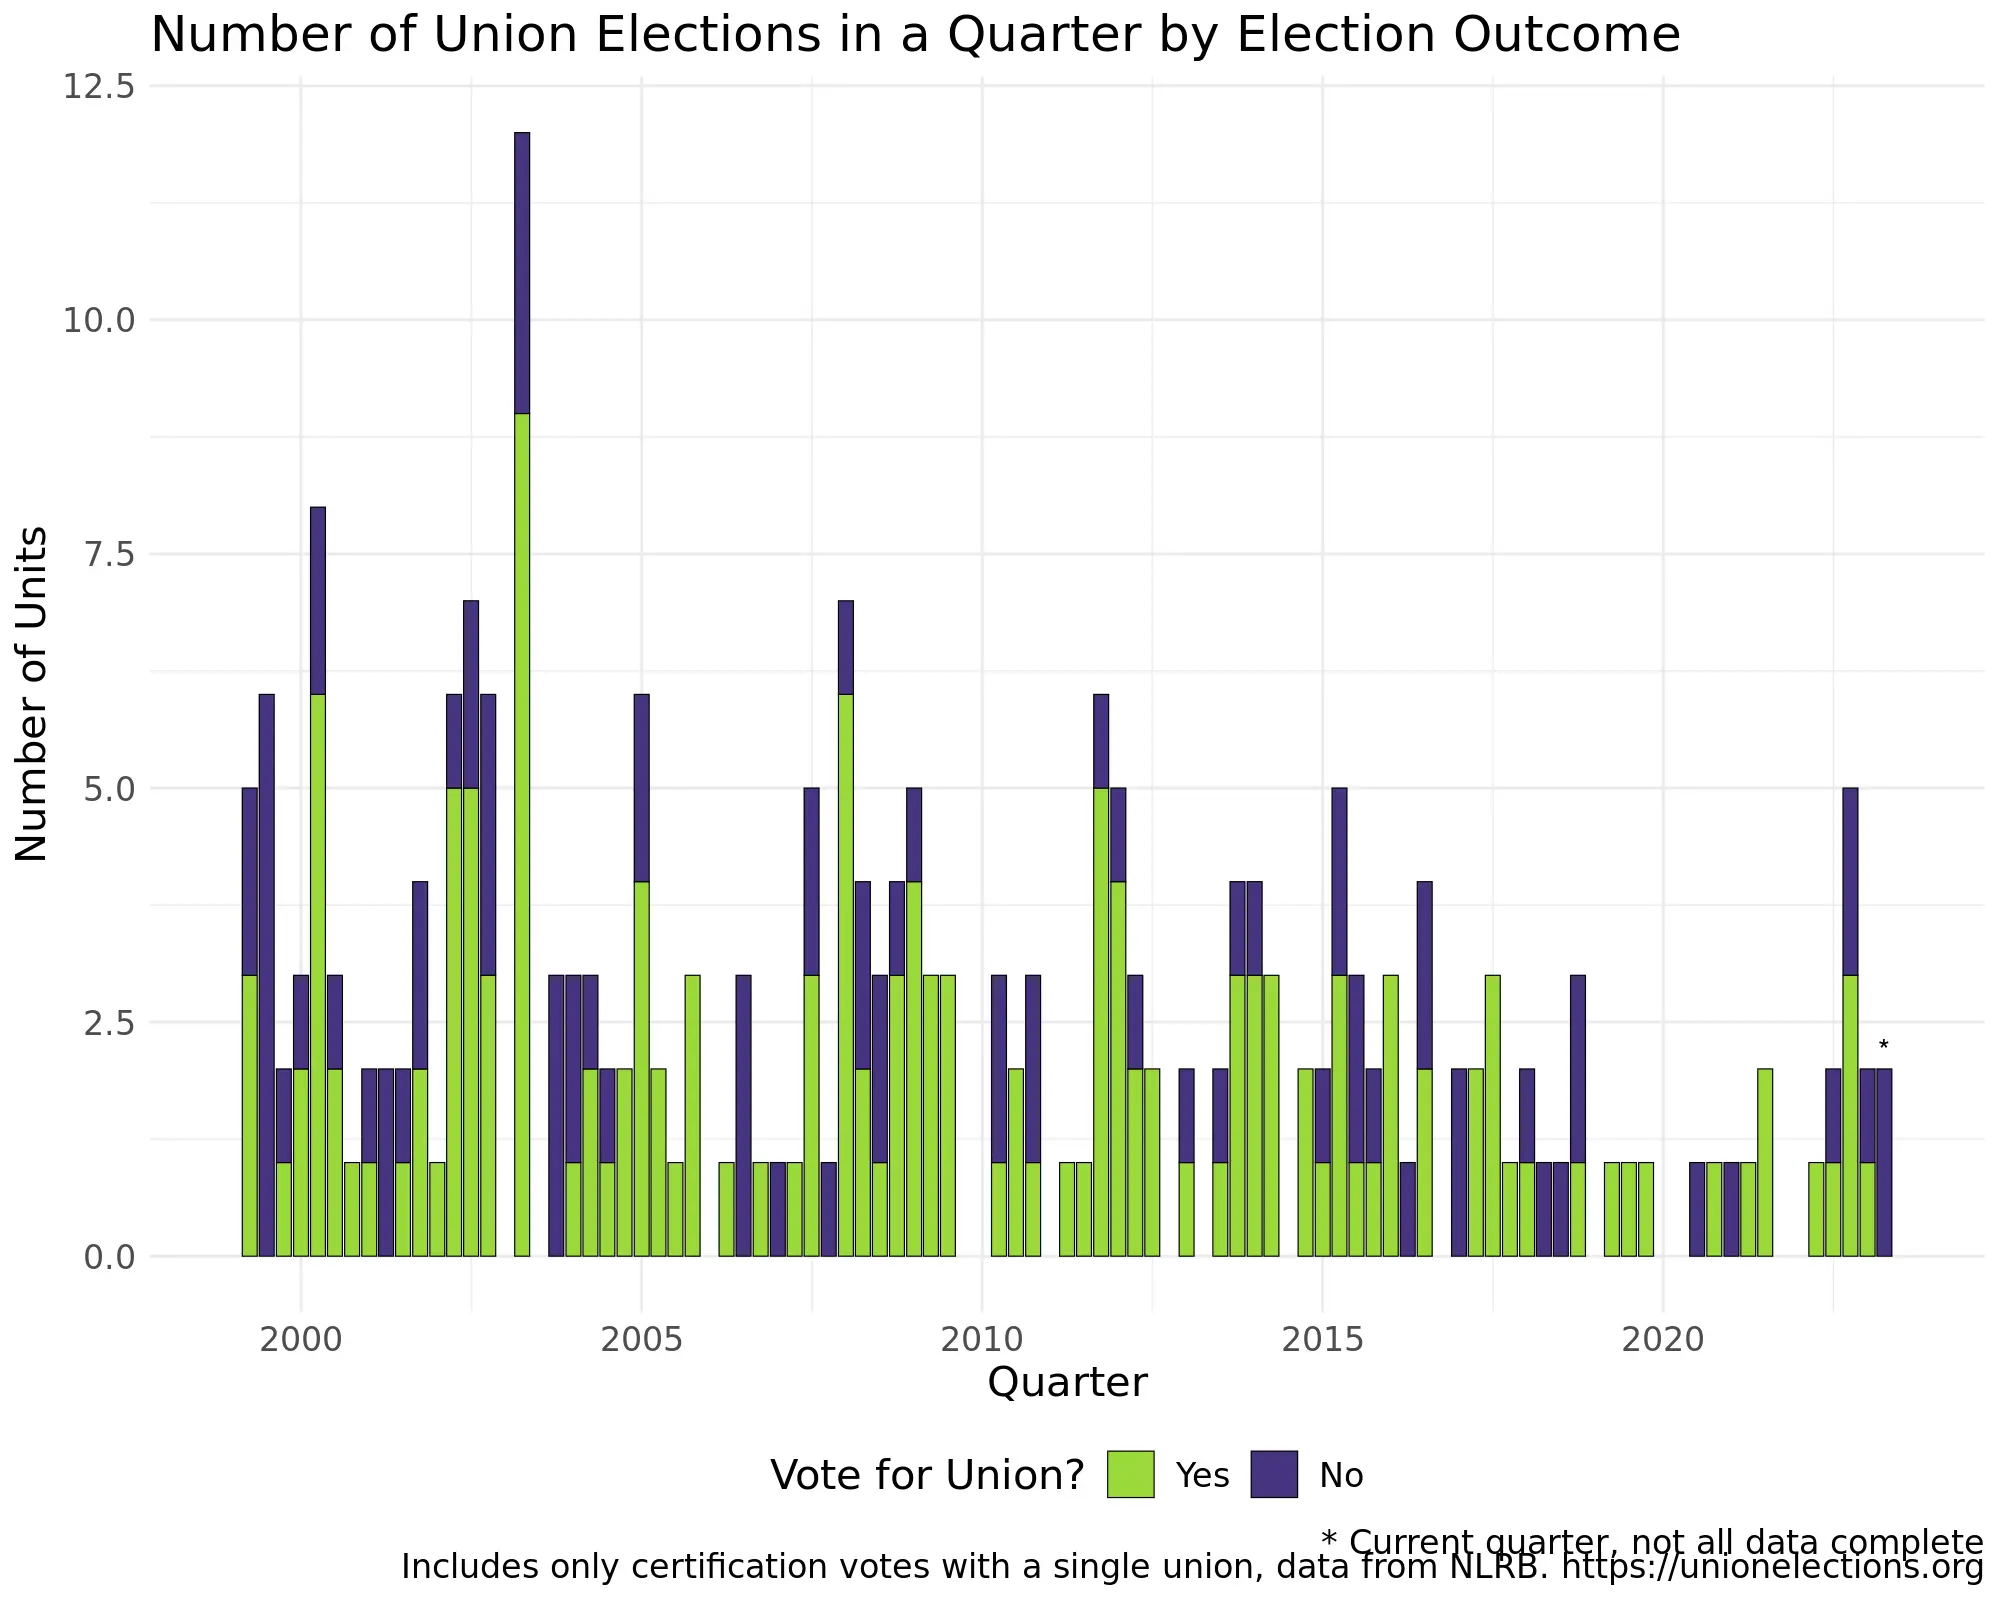 Number of Union Elections in a Quarter by Election Outcome
12.5
10.0
7.5
5.0
2.5
0.0
Number of Units
*
2000 2005 2010 2015 2020
Quarter
Vote for Union? Yes No
* Current quarter, not all data complete
Includes only certification votes with a single union, data from NLRB. https://unionelections.org